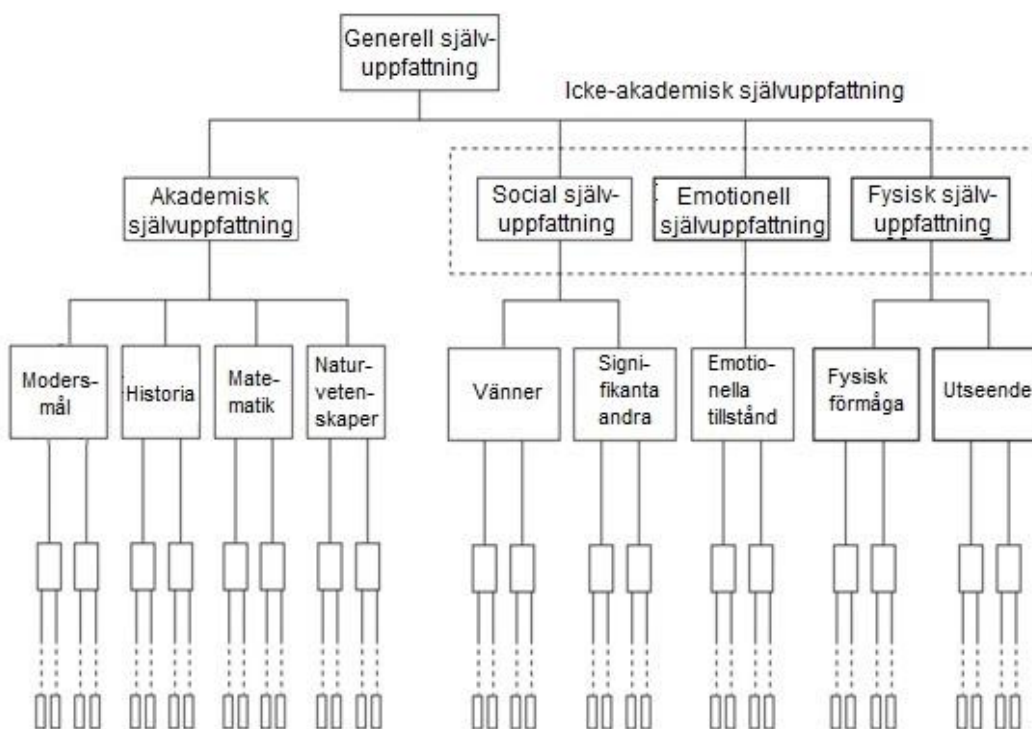 Generell själv-
uppfattning
Icke-akademisk självuppfattning
Akademisk
självuppfattning
Social själv-
uppfattning
Emotionell
självuppfattning
Fysisk själv-
uppfattning
Moders-
mål
Historia
Mate-
matik
Natur-
veten-
skaper
Vänner
Signi-
fikanta
andra
Emotio-
nella
tillstånd
Fysisk
förmåga
Utseende